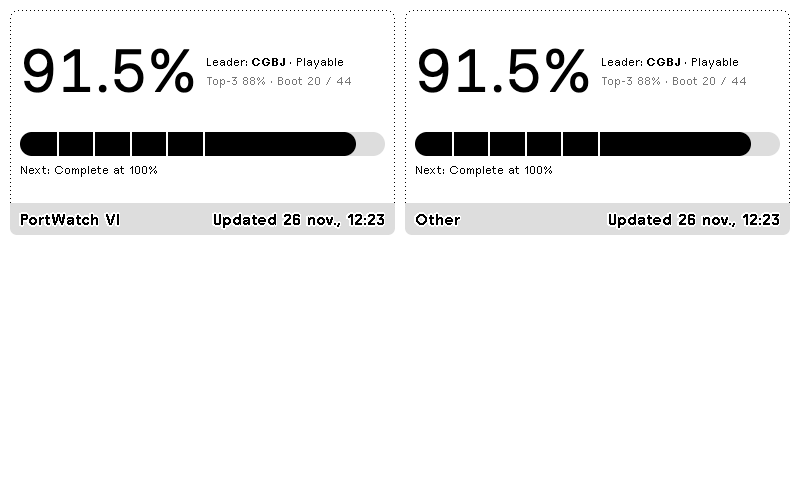 91.5%
Leader: CGBJ · Playable
Top-3 88% · Boot 20 / 44
Next: Complete at 100%
PortWatch VI
Updated 26 nov., 12:23
91.5%
Leader: CGBJ · Playable
Top-3 88% · Boot 20 / 44
Next: Complete at 100%
Other
Updated 26 nov., 12:23